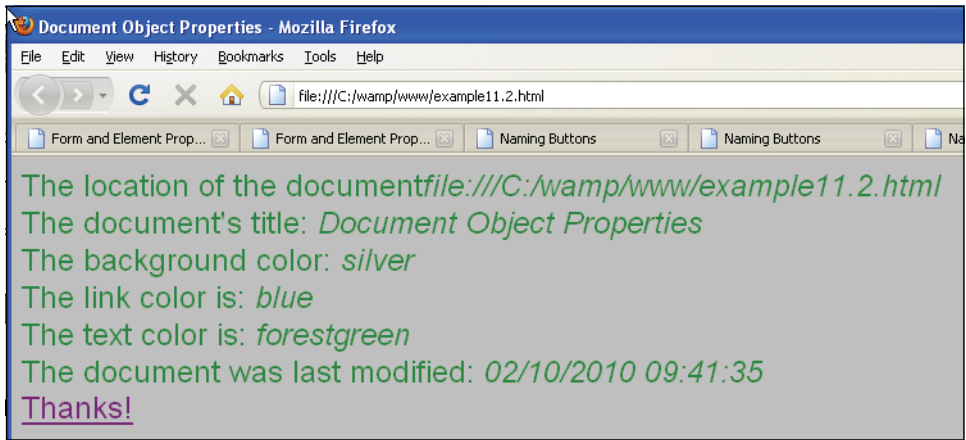 Document Object Properties - Mozilla Firefox
File Edit View History Bookmarks Tools Help
file:///C:/wamp/www/example11.2.html
Form and Element Prop... Form and Element Prop... Naming Buttons Naming Buttons Na
The location of the documentfile:///C:/wamp/www/example11.2.html
The document's title: Document Object Properties
The background color: silver
The link color is: blue
The text color is: forestgreen
The document was last modified: 02/10/2010 09:41:35
Thanks!